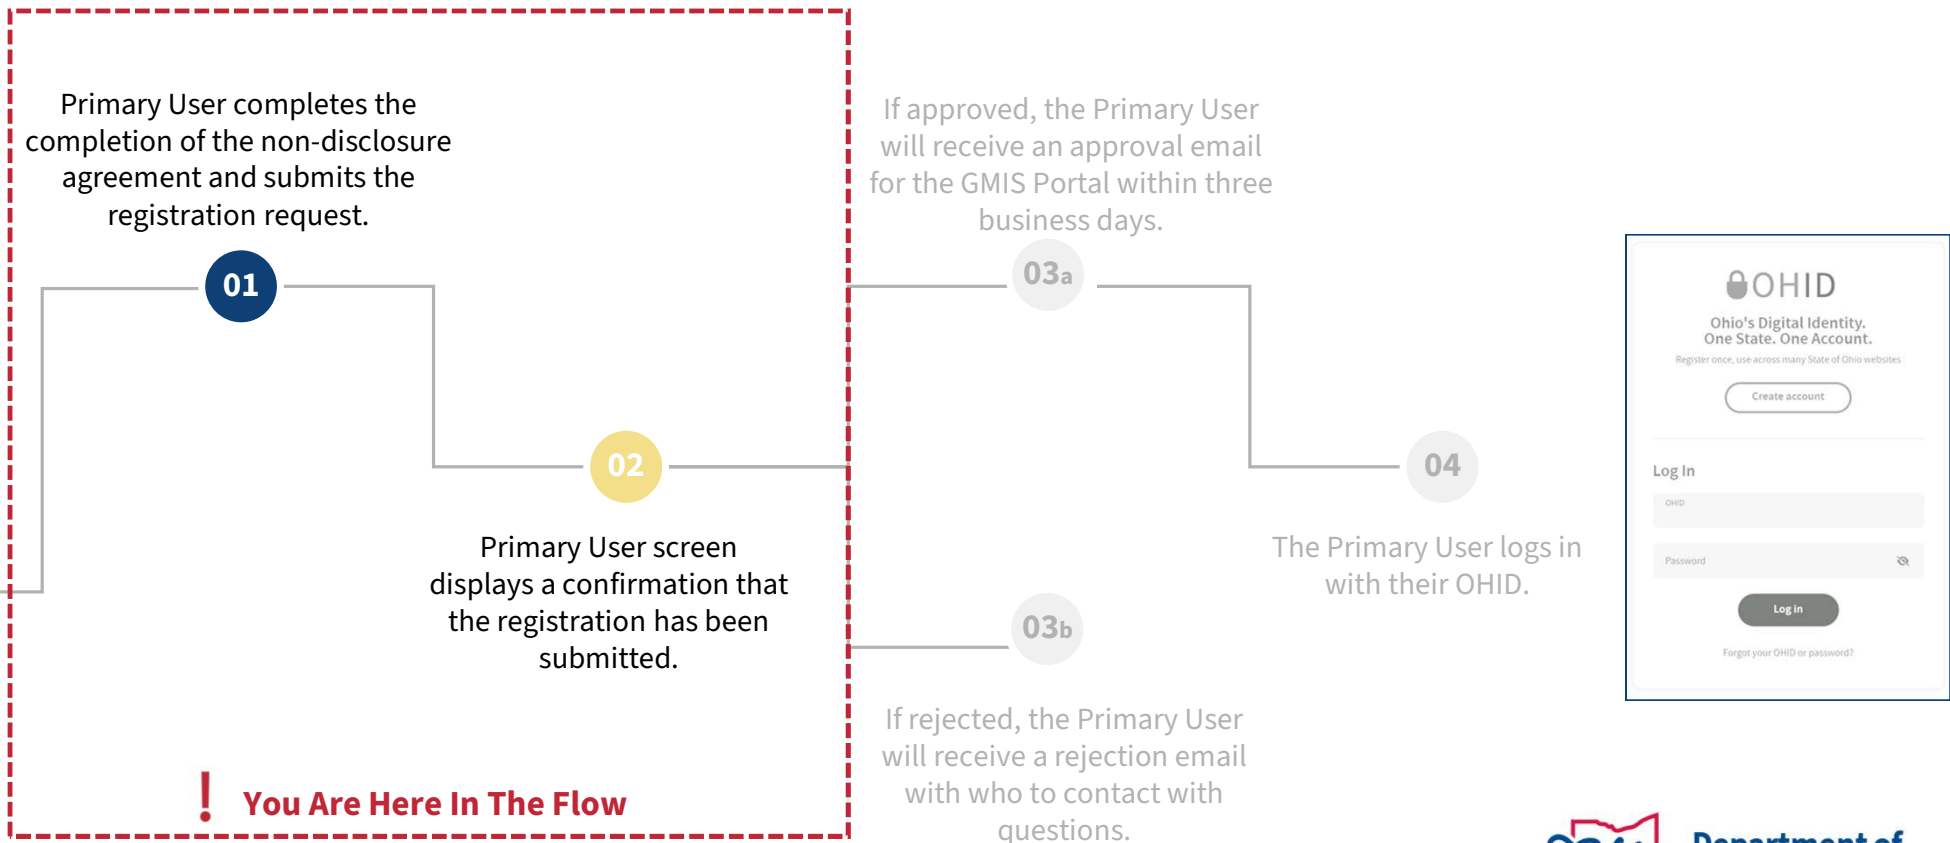 Primary User completes the
completion of the non-disclosure
agreement and submits the
registration request.
01
02
Primary User screen
displays a confirmation that
the registration has been
submitted.
! You Are Here In The Flow
If approved, the Primary User
will receive an approval email
for the GMIS Portal within three
business days.
03a
03b
If rejected, the Primary User
will receive a rejection email
with who to contact with
questions.
04
The Primary User logs in
with their OHID.
OHID
Ohio's Digital Identity.
One State. One Account.
Register once, use across many State of Ohio websites
Create account
Log In
OHID
Password
Log in
Forgot your OHID or password?
Department of